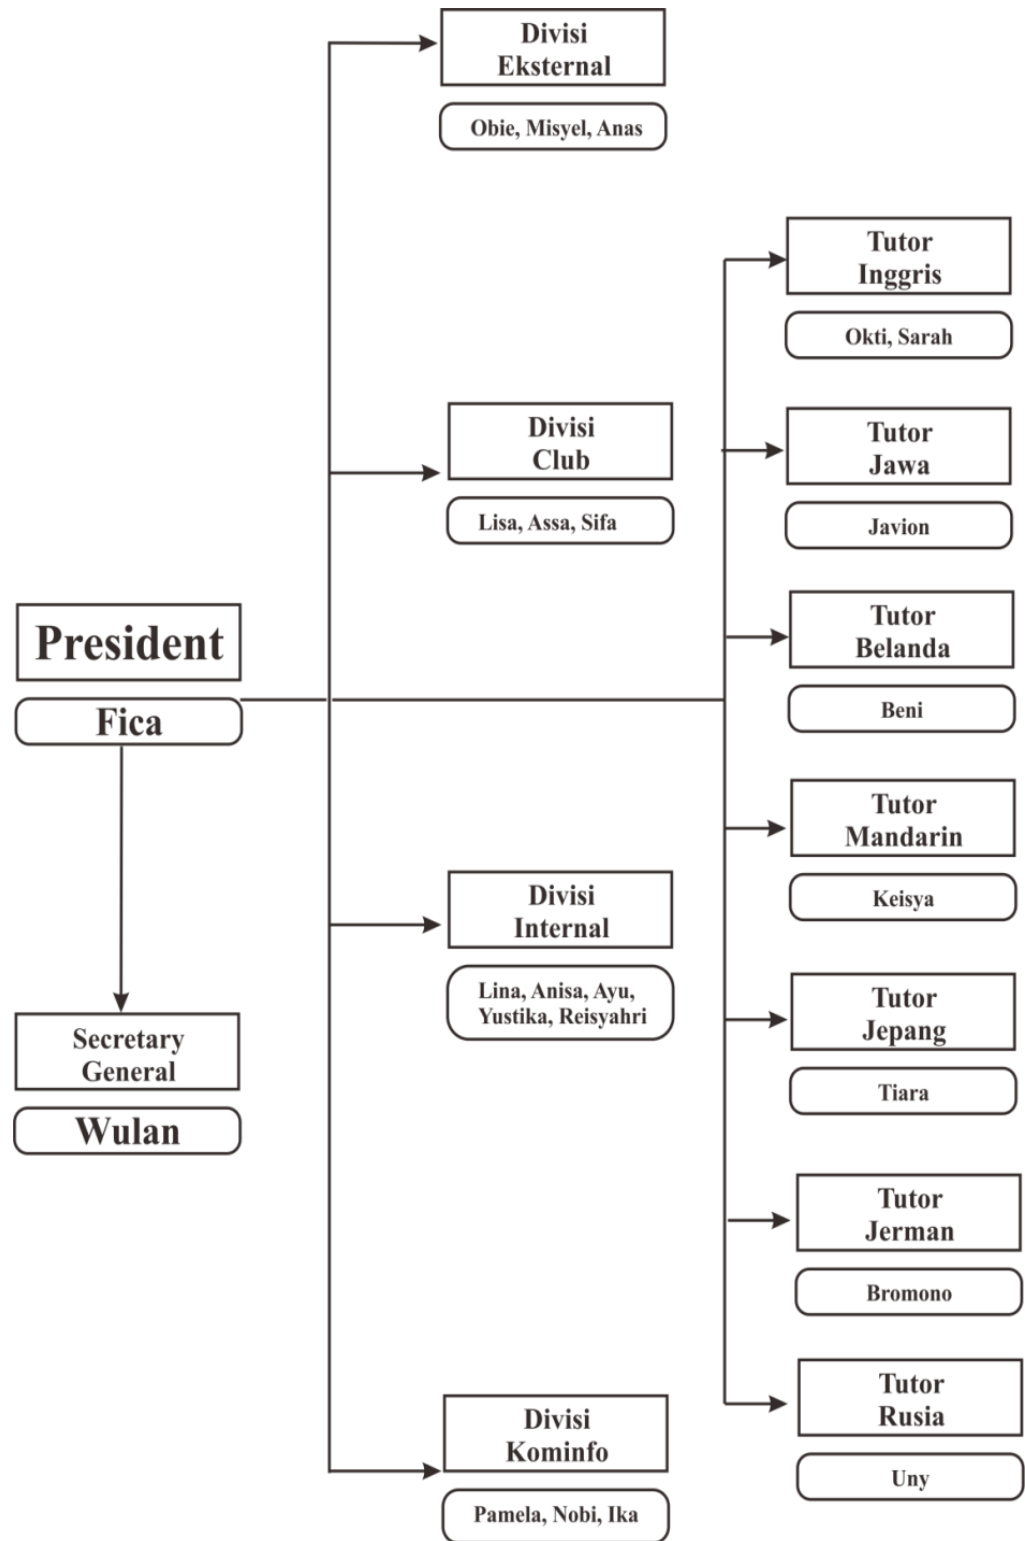 President
Fica
Secretary
General
Wulan
Divisi
Eksternal
Obie, Misyel, Anas
Divisi
Club
Lisa, Assa, Sifa
Divisi
Internal
Lina, Anisa, Ayu,
Yustika, Reisyahri
Divisi
Kominfo
Pamela, Nobi, Ika
Tutor
Inggris
Okti, Sarah
Tutor
Jawa
Javion
Tutor
Belanda
Beni
Tutor
Mandarin
Keisya
Tutor
Jepang
Tiara
Tutor
Jerman
Bromono
Tutor
Rusia
Uny